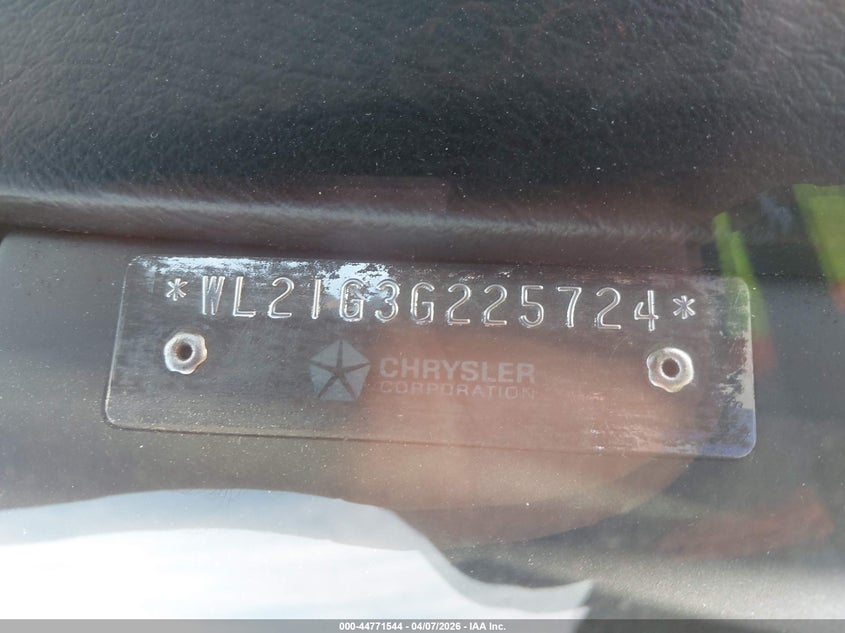 *WL21G3G225724*
CHRYSLER
CORPORATION
000-44771544 - 04/07/2026 - IAA Inc.